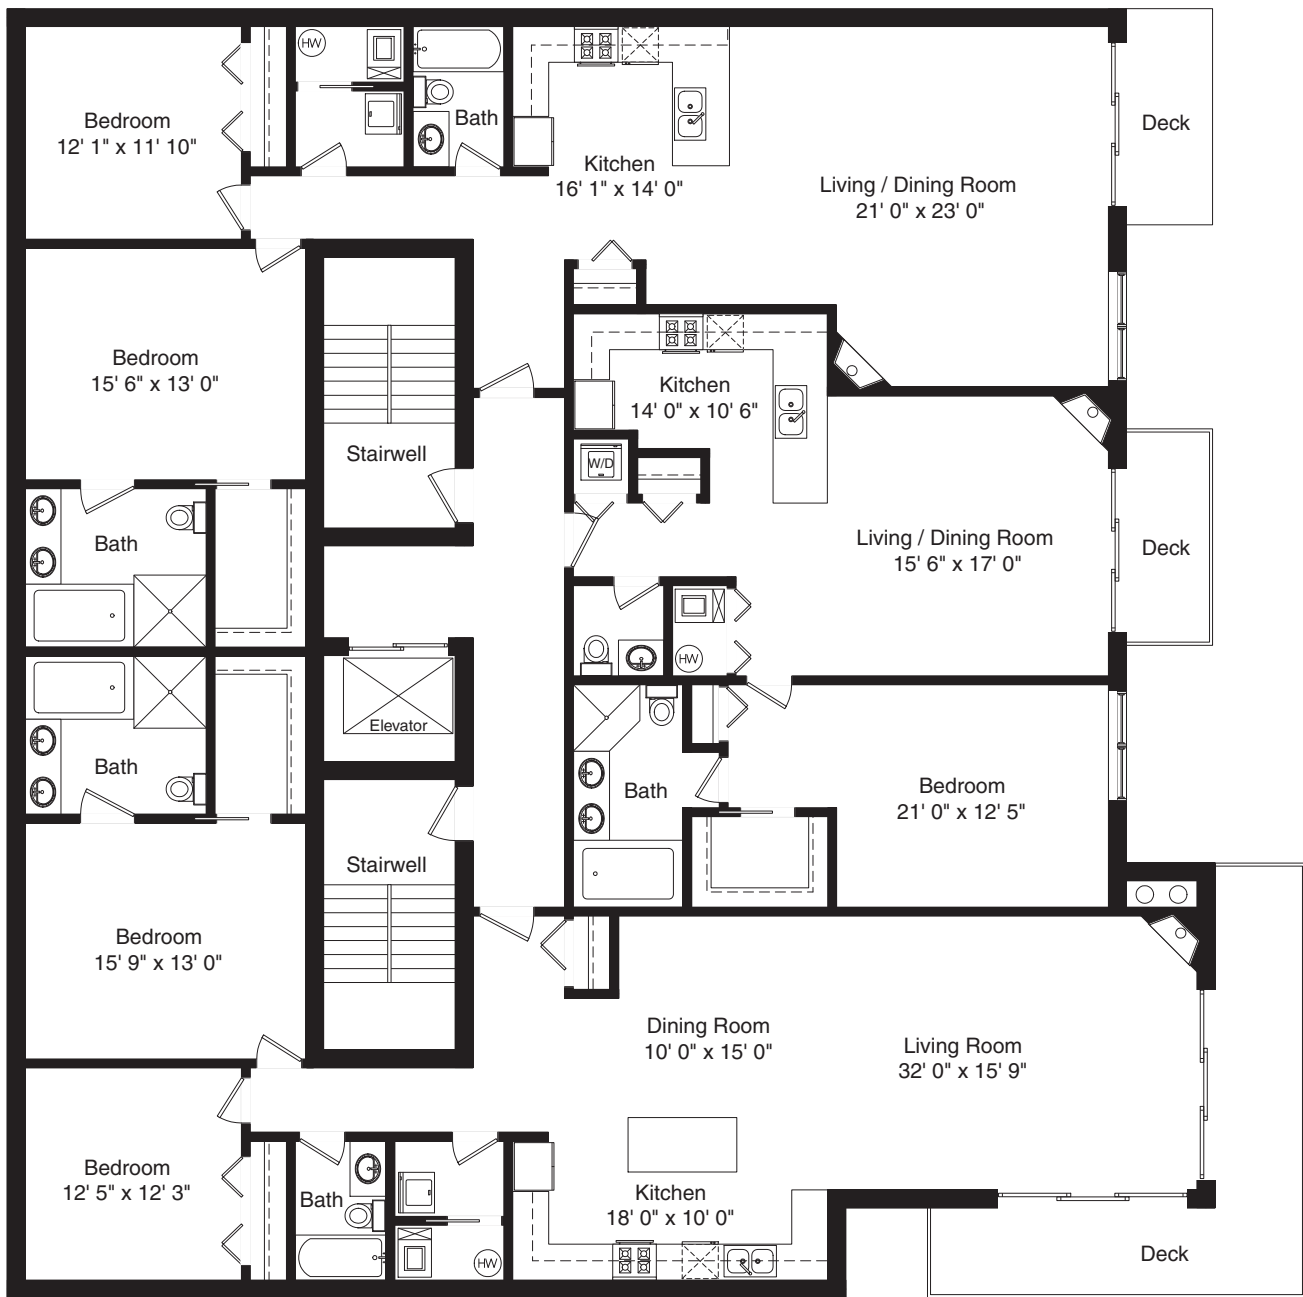 HW
Bedroom
12' 1" x 11' 10"
Bath
Deck
Kitchen
16' 1" x 14' 0"
Living / Dining Room
21' 0" x 23' 0"
Bedroom
15' 6" x 13' 0"
Kitchen
14' 0" x 10' 6"
Stairwell
W/D
Bath
Living / Dining Room
15' 6" x 17' 0"
Deck
HW
Elevator
Bath
Bath
Bedroom
21' 0" x 12' 5"
Stairwell
Bedroom
15' 9" x 13' 0"
Dining Room
10' 0" x 15' 0"
Living Room
32' 0" x 15' 9"
Bedroom
12' 5" x 12' 3"
Bath
Kitchen
18' 0" x 10' 0"
HW
Deck